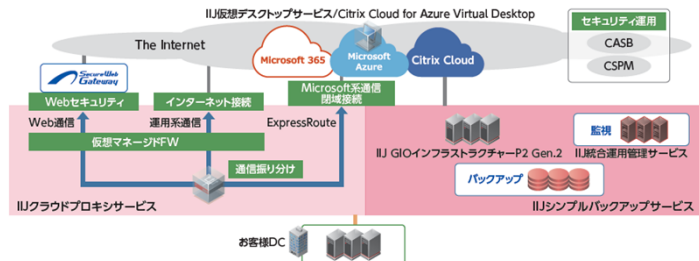 IIJ仮想デスクトップサービス/Citrix Cloud for Azure Virtual Desktop
セキュリティ運用
CASB
CSPM
The Internet
Microsoft 365
Microsoft
Azure
Citrix Cloud
SecureWeb
Gateway
Webセキュリティ
インターネット接続
Microsoft系通信
閉域接続
Web通信
運用系通信
ExpressRoute
仮想マネージドFW
通信振り分け
IIJクラウドプロキシサービス
IIJ GIOインフラストラクチャーP2 Gen.2
監視
IIJ統合運用管理サービス
バックアップ
IIJシンプルバックアップサービス
お客様DC